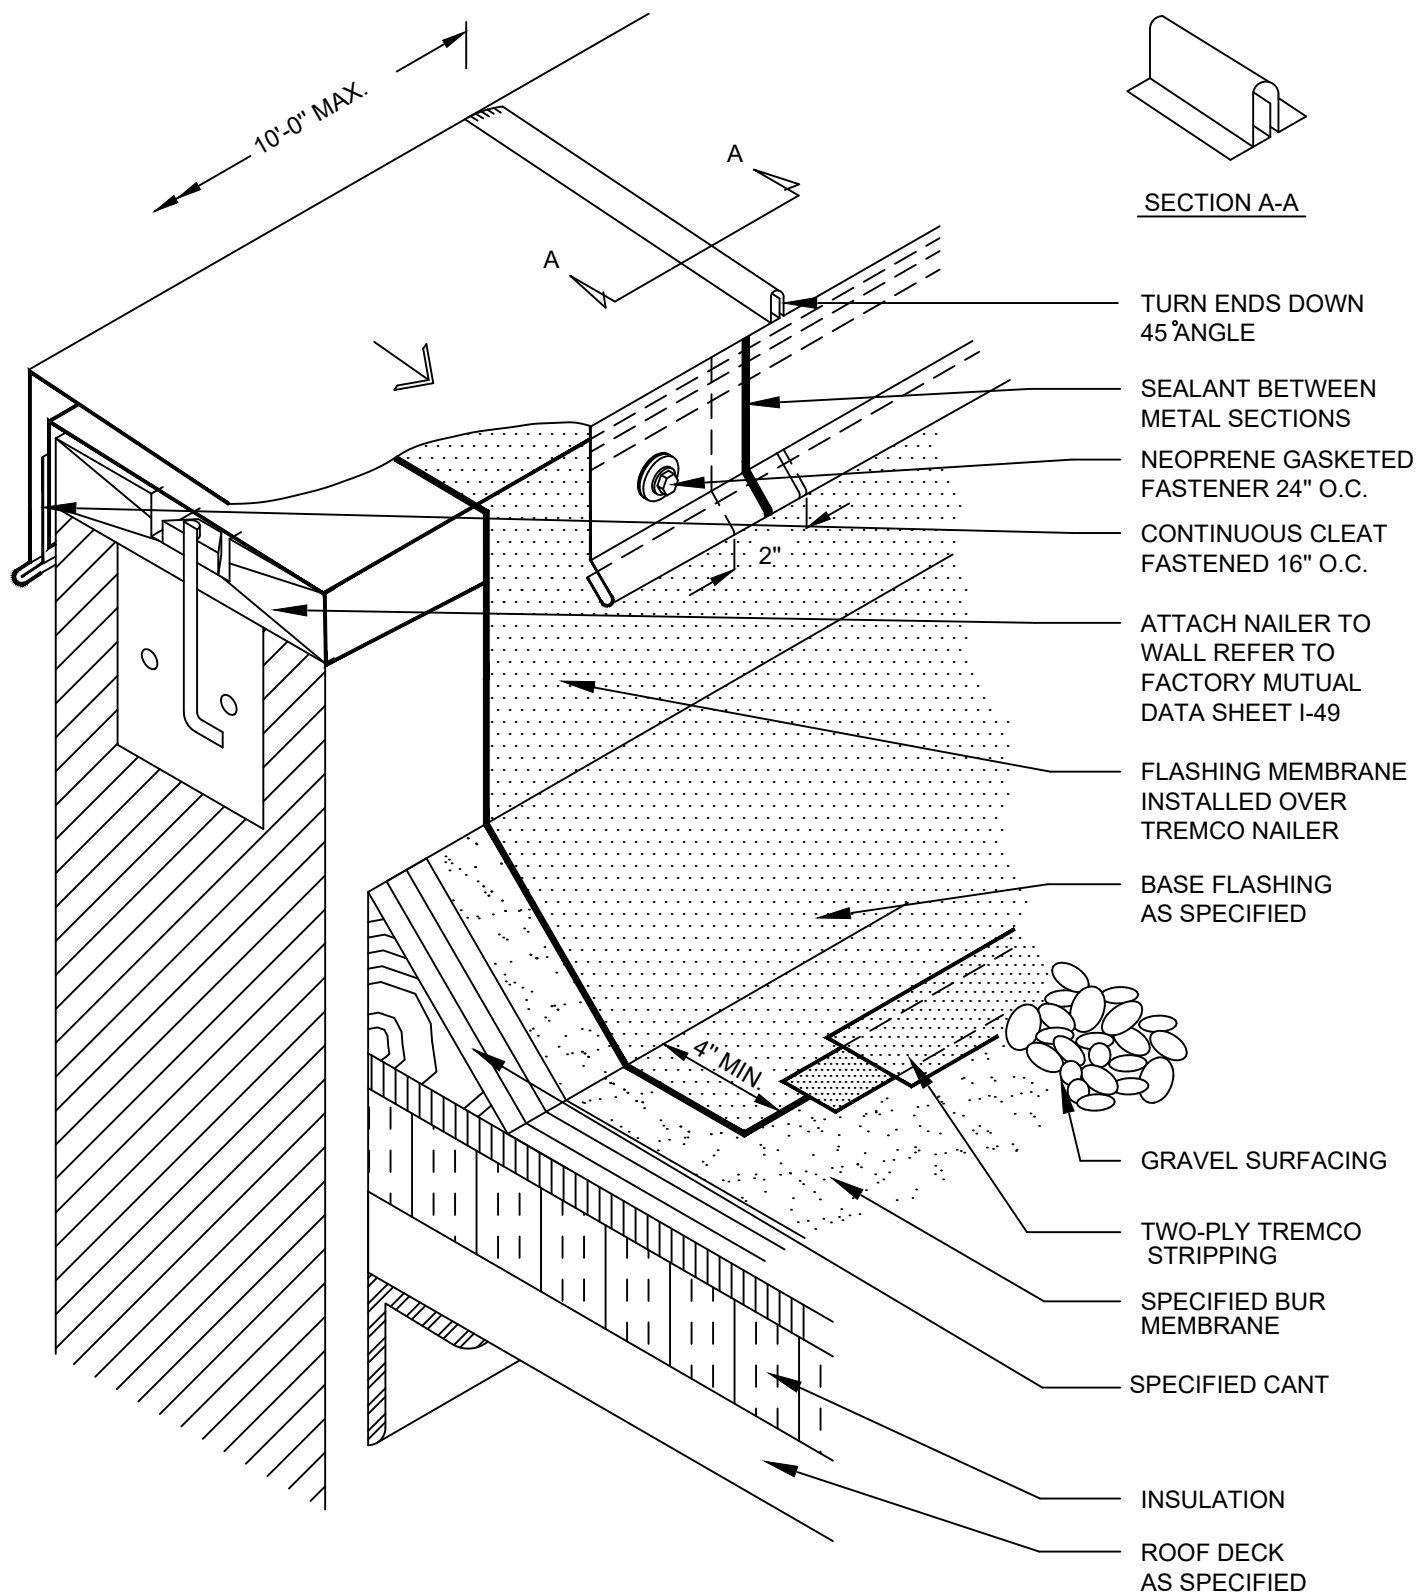 10'-0" MAX.
A
A
SECTION A-A
TURN ENDS DOWN
45° ANGLE
SEALANT BETWEEN
METAL SECTIONS
NEOPRENE GASKETED
FASTENER 24" O.C.
CONTINUOUS CLEAT
FASTENED 16" O.C.
2"
ATTACH NAILER TO
WALL REFER TO
FACTORY MUTUAL
DATA SHEET I-49
FLASHING MEMBRANE
INSTALLED OVER
TREMCO NAILER
BASE FLASHING
AS SPECIFIED
4" MIN.
GRAVEL SURFACING
TWO-PLY TREMCO
STRIPPING
SPECIFIED BUR
MEMBRANE
SPECIFIED CANT
INSULATION
ROOF DECK
AS SPECIFIED